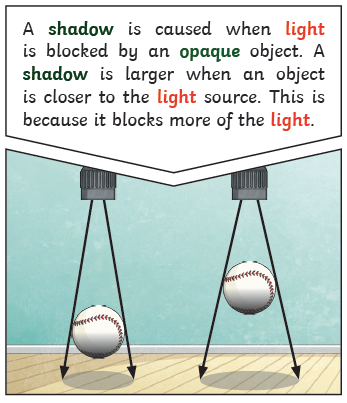 A shadow is caused when light
is blocked by an opaque object. A
shadow is larger when an object
is closer to the light source. This is
because it blocks more of the light.